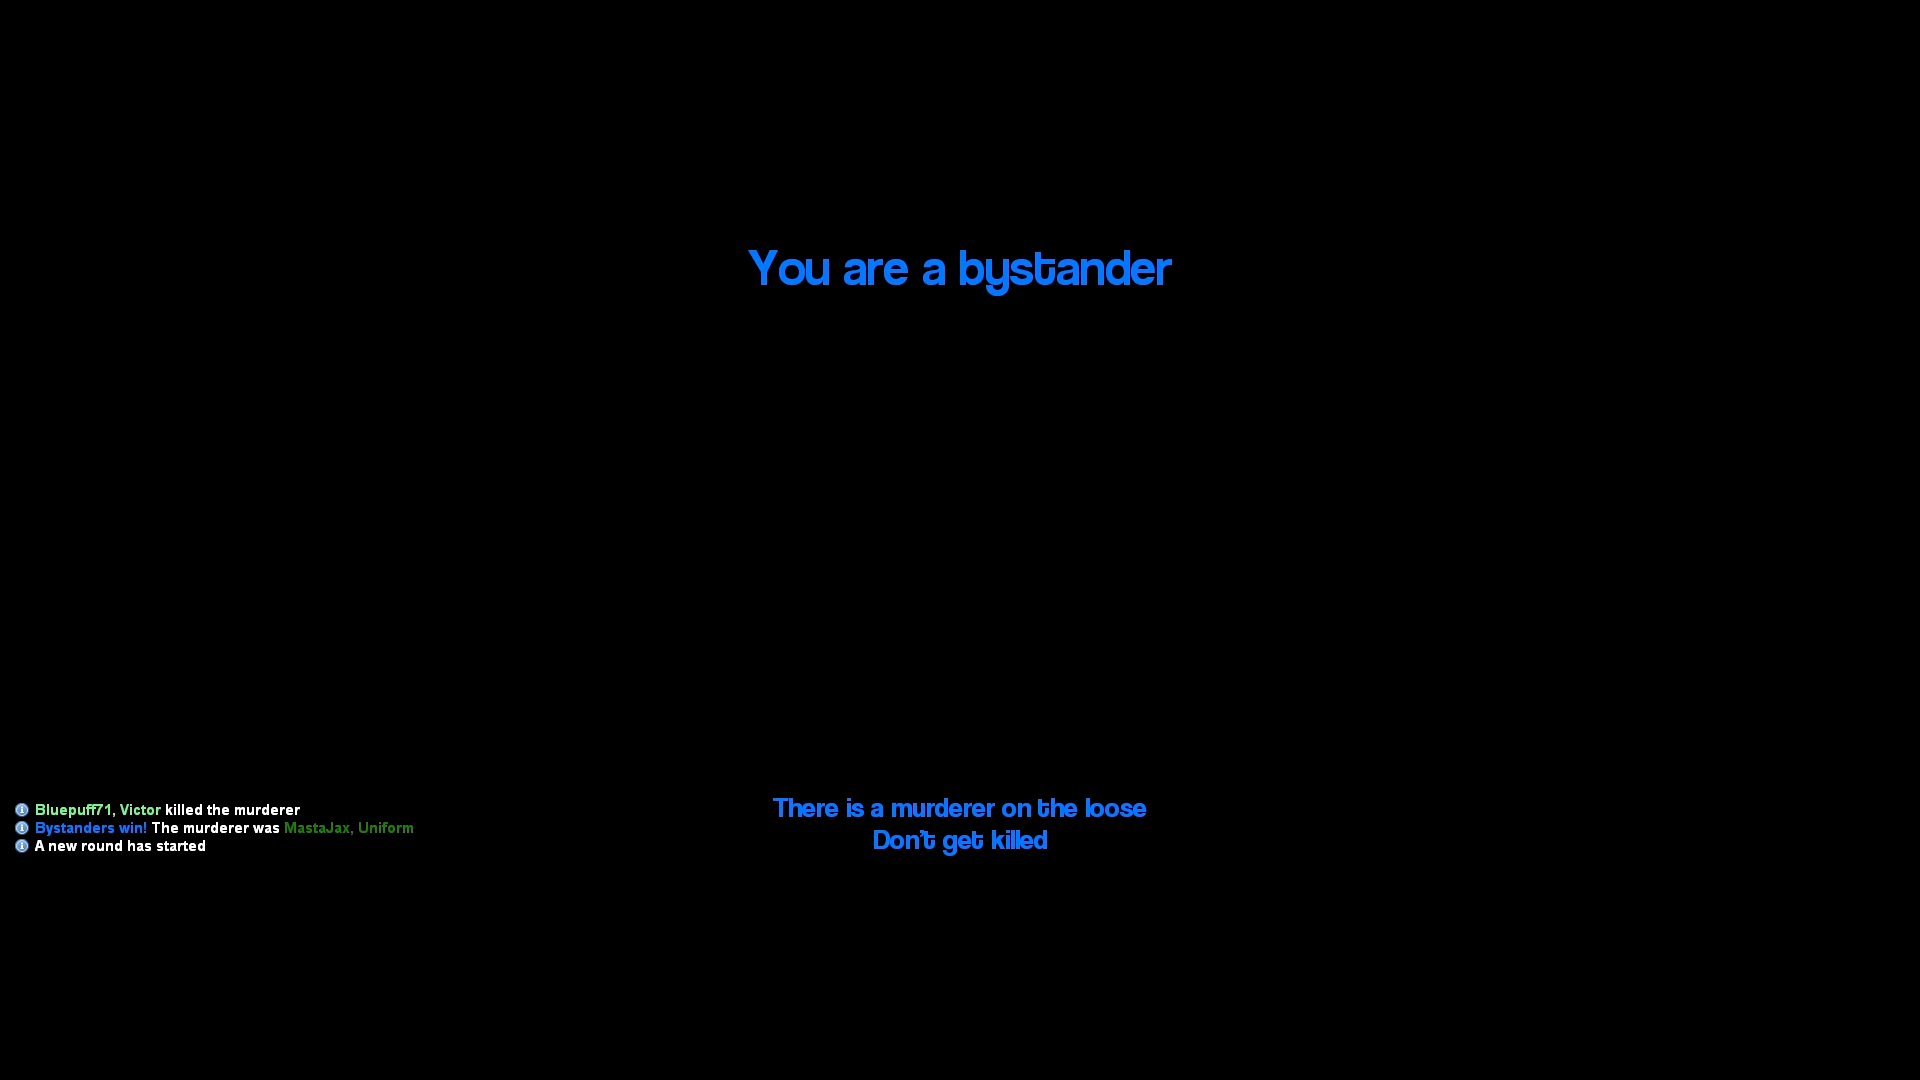 You are a bystander
Bluepuff71, Victor killed the murderer
Bystanders win! The murderer was MastaJax, Uniform
A new round has started
There is a murderer on the loose
Don't get killed